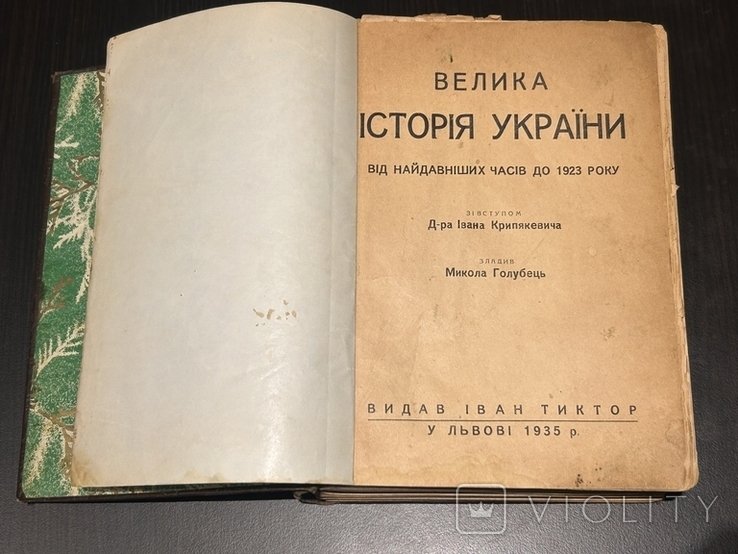 ВЕЛИКА
ІСТОРІЯ УКРАЇНИ
ВІД НАЙДАВНІШИХ ЧАСІВ ДО 1923 РОКУ
ЗІ ВСТУПОМ
Д-ра Івана Крипякевича
ЗЛАДИВ
Микола Голубець
ВИДАВ ІВАН ТИКТОР
У ЛЬВОВІ 1935 р.
VIOLITY